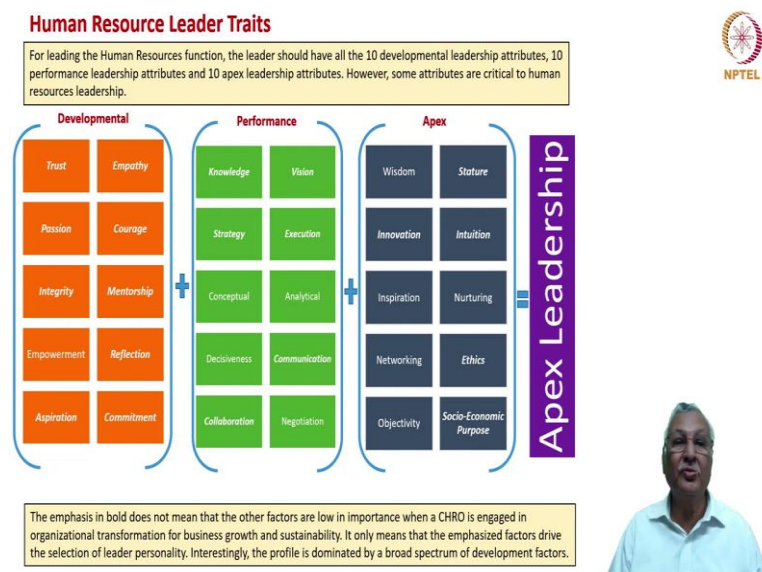 Human Resource Leader Traits
NPTEL
For leading the Human Resources function, the leader should have all the 10 developmental leadership attributes, 10
performance leadership attributes and 10 apex leadership attributes. However, some attributes are critical to human
resources leadership.
Developmental
Trust
Empathy
Passion
Courage
Integrity
Mentorship
Empowerment
Reflection
Aspiration
Commitment
Performance
Knowledge
Vision
Strategy
Execution
Conceptual
Analytical
Decisiveness
Communication
Collaboration
Negotiation
Apex
Wisdom
Stature
Innovation
Intuition
Inspiration
Nurturing
Networking
Ethics
Objectivity
Socio-Economic
Purpose
Apex Leadership
The emphasis in bold does not mean that the other factors are low in importance when a CHRO is engaged in
organizational transformation for business growth and sustainability. It only means that the emphasized factors drive
the selection of leader personality. Interestingly, the profile is dominated by a broad spectrum of development factors.